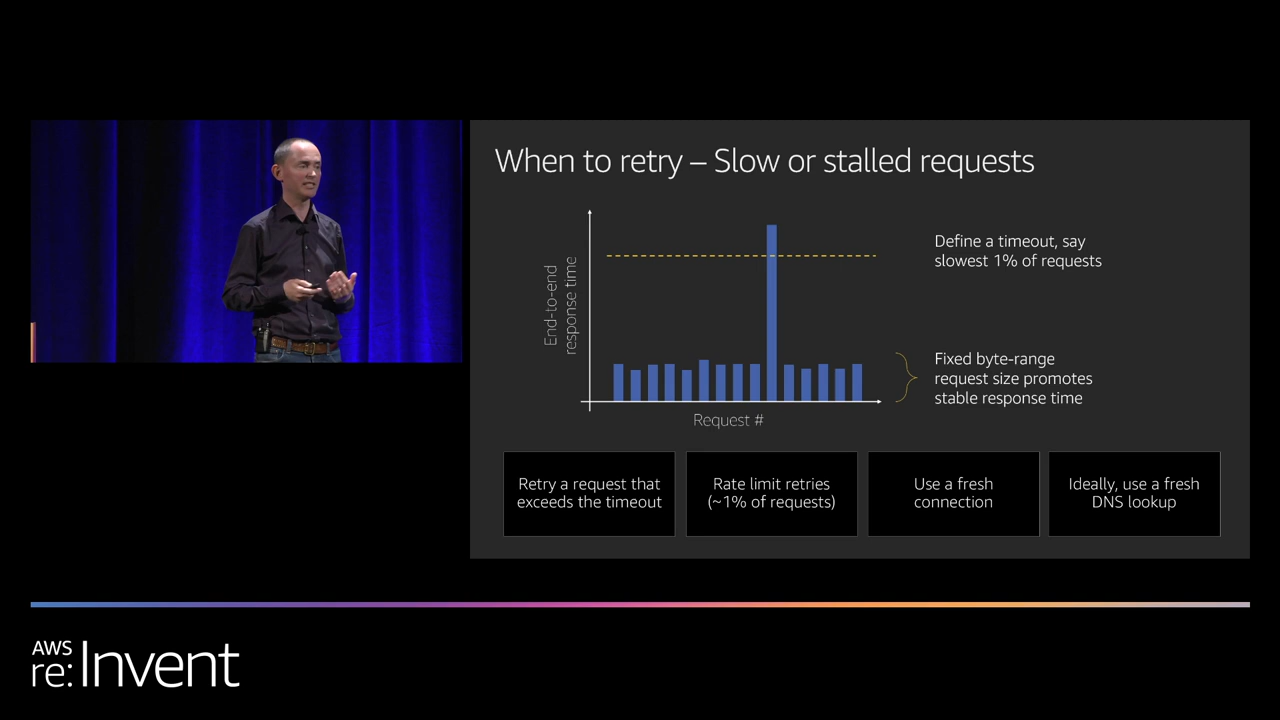 When to retry – Slow or stalled requests
End-to-end
response time
Request #
Define a timeout, say
slowest 1% of requests
Fixed byte-range
request size promotes
stable response time
Retry a request that
exceeds the timeout
Rate limit retries
(~1% of requests)
Use a fresh
connection
Ideally, use a fresh
DNS lookup
AWS
re:Invent